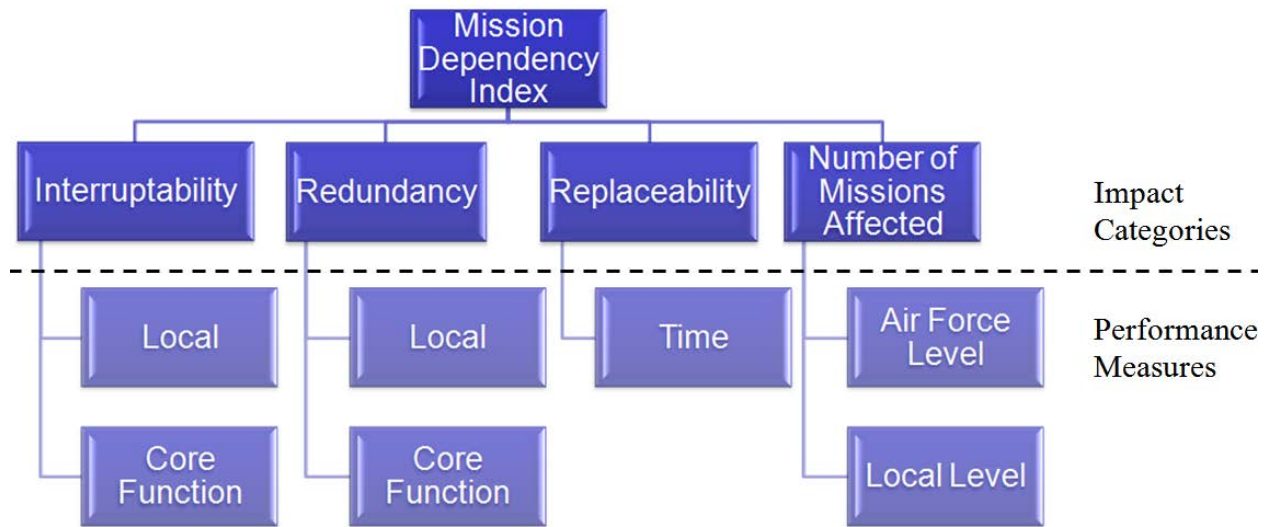 Mission
Dependency
Index
Interruptability
Redundancy
Replaceability
Number of
Missions
Affected
Impact
Categories
Local
Local
Time
Air Force
Level
Performance
Measures
Core
Function
Core
Function
Local Level